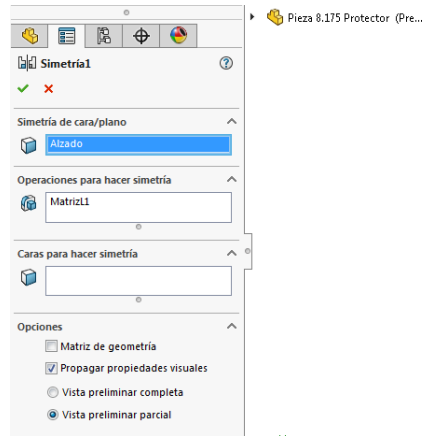 Pieza 8.175 Protector (Pre...
Simetría1
Simetría de cara/plano
Alzado
Operaciones para hacer simetría
MatrizL1
Caras para hacer simetría
Opciones
Matriz de geometría
Propagar propiedades visuales
Vista preliminar completa
Vista preliminar parcial